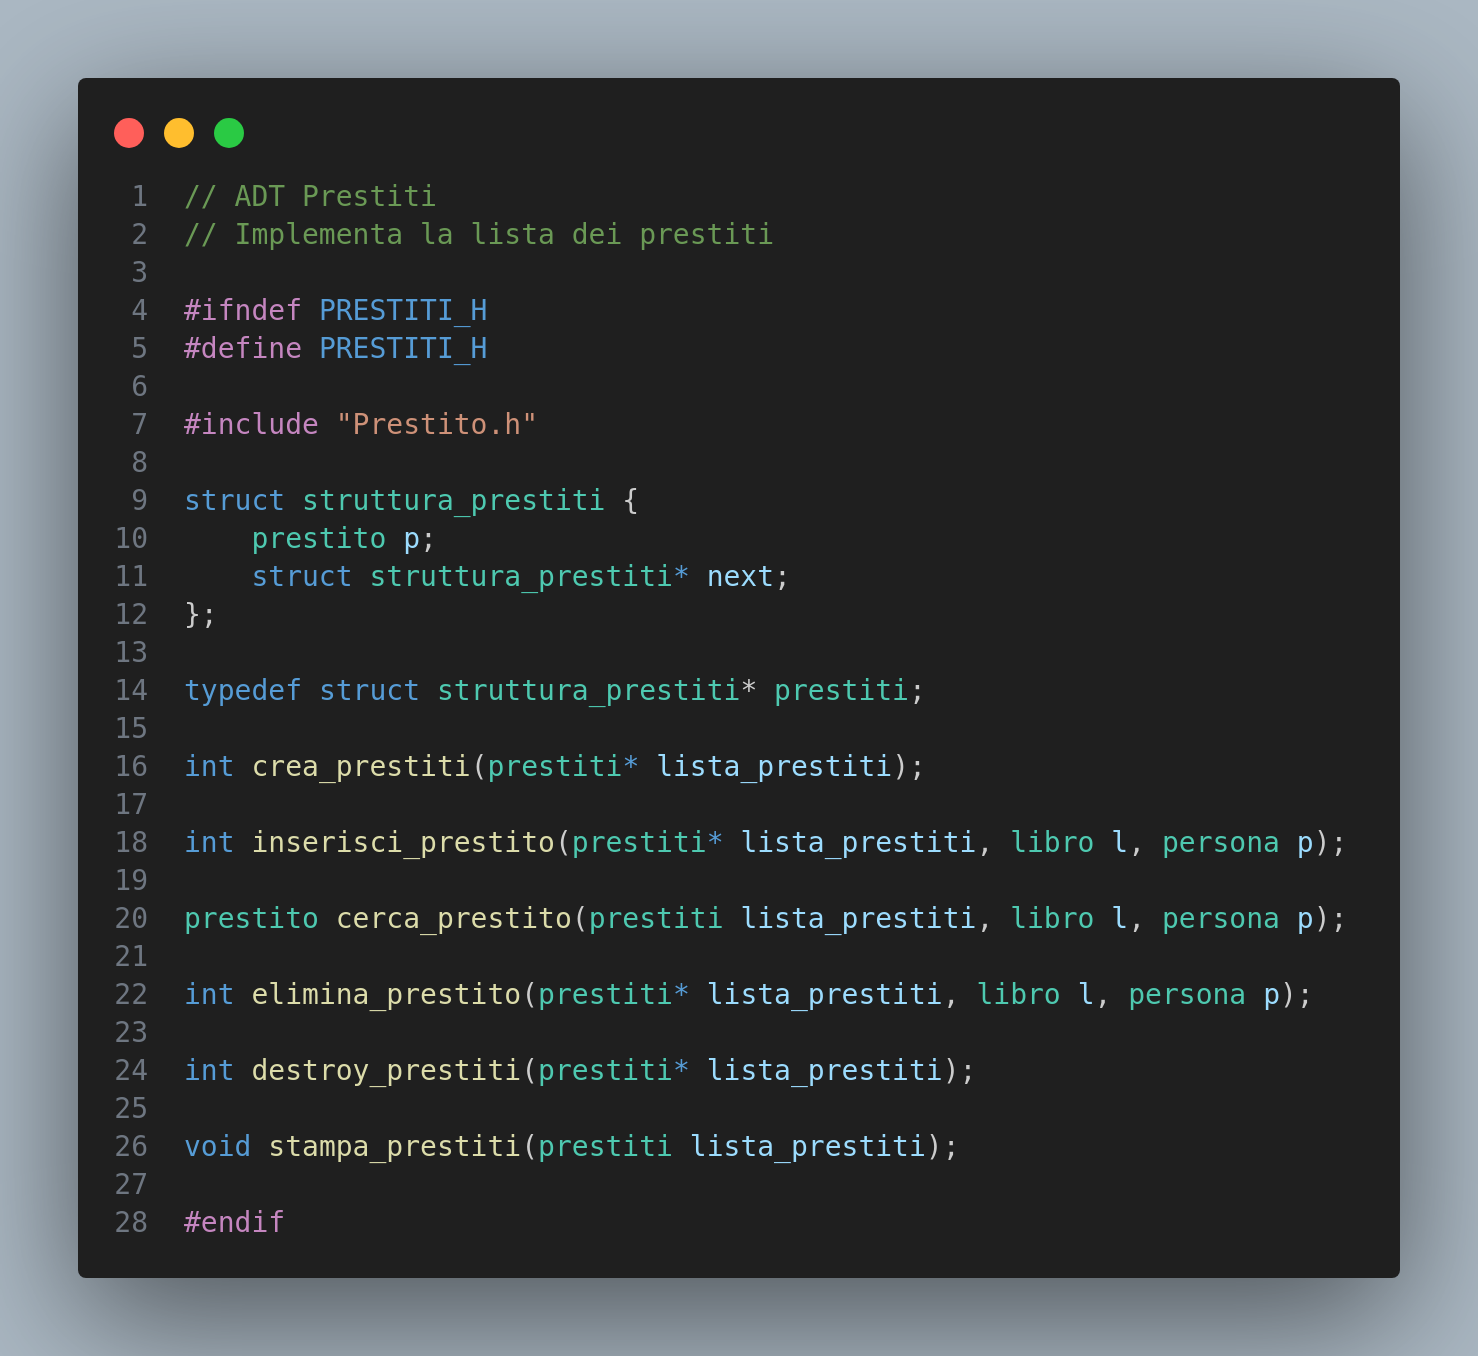 1 // ADT Prestiti
2 // Implementa la lista dei prestiti
3
4 #ifndef PRESTITI_H
5 #define PRESTITI_H
6
7 #include "Prestito.h"
8
9 struct struttura_prestiti {
10     prestito p;
11     struct struttura_prestiti* next;
12 };
13
14 typedef struct struttura_prestiti* prestiti;
15
16 int crea_prestiti(prestiti* lista_prestiti);
17
18 int inserisci_prestito(prestiti* lista_prestiti, libro l, persona p);
19
20 prestito cerca_prestito(prestiti lista_prestiti, libro l, persona p);
21
22 int elimina_prestito(prestiti* lista_prestiti, libro l, persona p);
23
24 int destroy_prestiti(prestiti* lista_prestiti);
25
26 void stampa_prestiti(prestiti lista_prestiti);
27
28 #endif